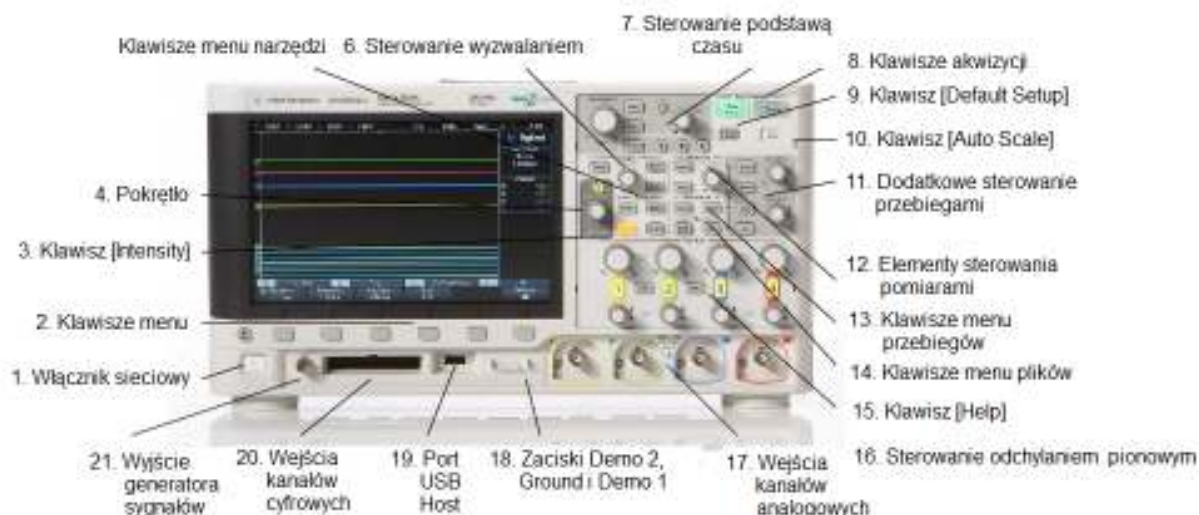 Klawisze menu narzędzi
6. Sterowanie wyzwalaniem
7. Sterowanie podstawą
czasu
8. Klawisze akwizycji
9. Klawisz [Default Setup]
10. Klawisz [Auto Scale]
11. Dodatkowe sterowanie
przebiegami
12. Elementy sterowania
pomiarami
13. Klawisze menu
przebiegów
14. Klawisze menu plików
15. Klawisz [Help]
16. Sterowanie odchylaniem pionowym
4. Pokrętło
3. Klawisz [Intensity]
2. Klawisze menu
1. Włącznik sieciowy
21. Wyjście
generatora
sygnałów
20. Wejścia
kanałów
cyfrowych
19. Port
USB
Host
18. Zaciski Demo 2,
Ground i Demo 1
17. Wejścia
kanałów
analogowych
1
2
3
4